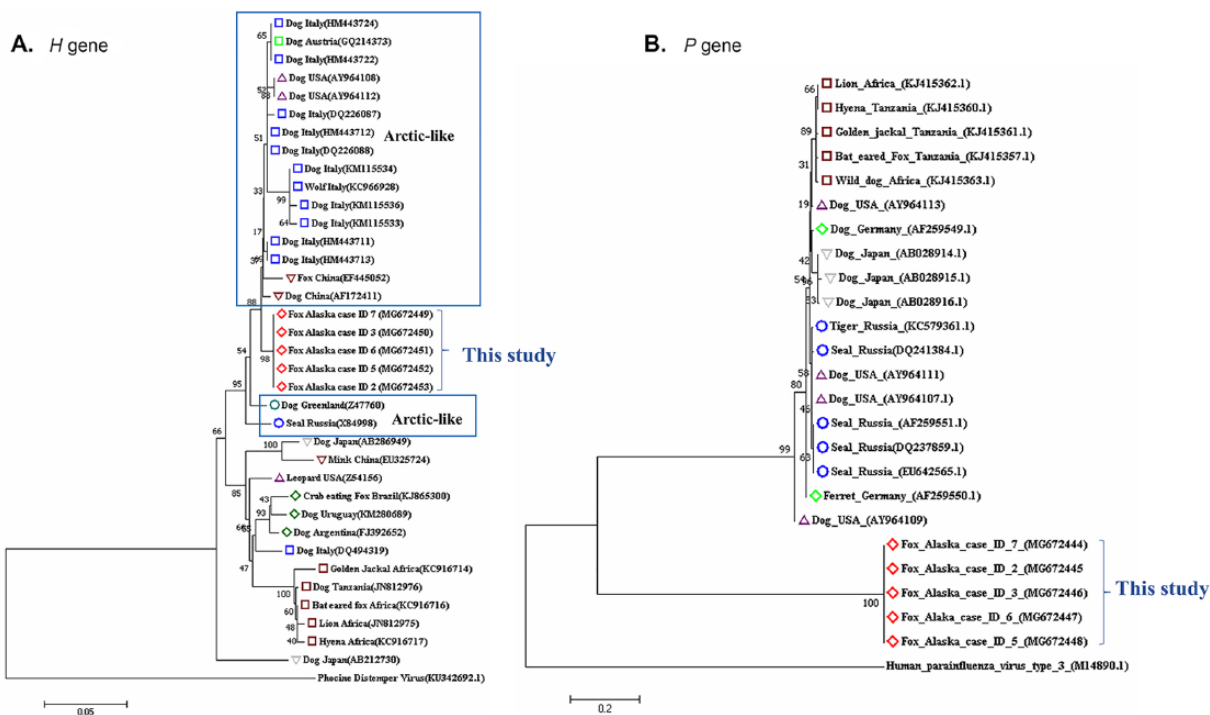 A. H gene
Dog Italy(HM443724)
Dog Austria(GQ214373)
Dog Italy(HM443722)
Dog USA(AY964108)
Dog USA(AY964112)
Dog Italy(DQ226087)
Dog Italy(HM443712)
Arctic-like
Dog Italy(DQ226088)
Dog Italy(KM115534)
Wolf Italy(KC966928)
Dog Italy(KM115536)
Dog Italy(KM115533)
Dog Italy(HM443711)
Dog Italy(HM443713)
Fox China(EF445052)
Dog China(AF172411)
Fox Alaska case ID 7 (MG672449)
Fox Alaska case ID 3 (MG672450)
Fox Alaska case ID 6 (MG672451)
This study
Fox Alaska case ID 5 (MG672452)
Fox Alaska case ID 2 (MG672453)
Dog Greenland(Z47760)
Arctic-like
Seal Russia(X84998)
Dog Japan(AB286949)
Mink China(EU325724)
Leopard USA(Z54156)
Crab eating Fox Brazil(KJ865300)
Dog Uruguay(KM280689)
Dog Argentina(FJ392652)
Dog Italy(DQ494319)
Golden Jackal Africa(KC916714)
Dog Tanzania(JN812976)
Bat eared fox Africa(KC916716)
Lion Africa(JN812975)
Hyena Africa(KC916717)
Dog Japan(AB212730)
Phocine Distemper Virus(KU342692.1)
65
52
88
51
99
64
33
17
88
98
54
95
66
100
85
43
93
47
100
60
48
40
0.05
B. P gene
Lion_Africa_(KJ415362.1)
Hyena_Tanzania_(KJ415360.1)
Golden_jackal_Tanzania_(KJ415361.1)
Bat_eared_Fox_Tanzania_(KJ415357.1)
Wild_dog_Africa_(KJ415363.1)
Dog_USA_(AY964113)
Dog_Germany_(AF259549.1)
Dog_Japan_(AB028914.1)
Dog_Japan_(AB028915.1)
Dog_Japan_(AB028916.1)
Tiger_Russia_(KC579361.1)
Seal_Russia(DQ241384.1)
Dog_USA_(AY964111)
Dog_USA_(AY964107.1)
Seal_Russia_(AF259551.1)
Seal_Russia(DQ237859.1)
Seal_Russia_(EU642565.1)
Ferret_Germany_(AF259550.1)
Dog_USA_(AY964109)
Fox_Alaska_case_ID_7_(MG672444)
Fox_Alaska_case_ID_2_(MG672445
Fox_Alaska_case_ID_3_(MG672446)
This study
Fox_Alaka_case_ID_6_(MG672447)
Fox_Alaska_case_ID_5_(MG672448)
Human_parainfluenza_virus_type_3_(M14890.1)
66
89
31
19
42
58
80
45
63
99
100
0.2